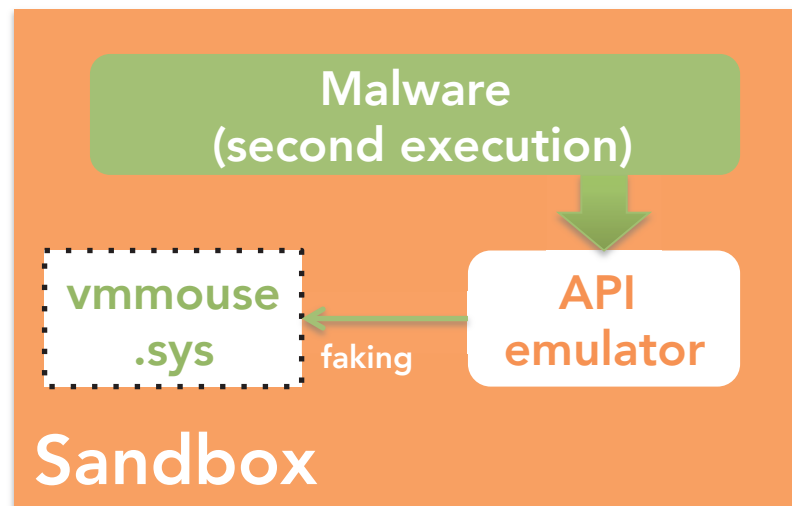 Malware
(second execution)
vmmouse
.sys
faking
API
emulator
Sandbox